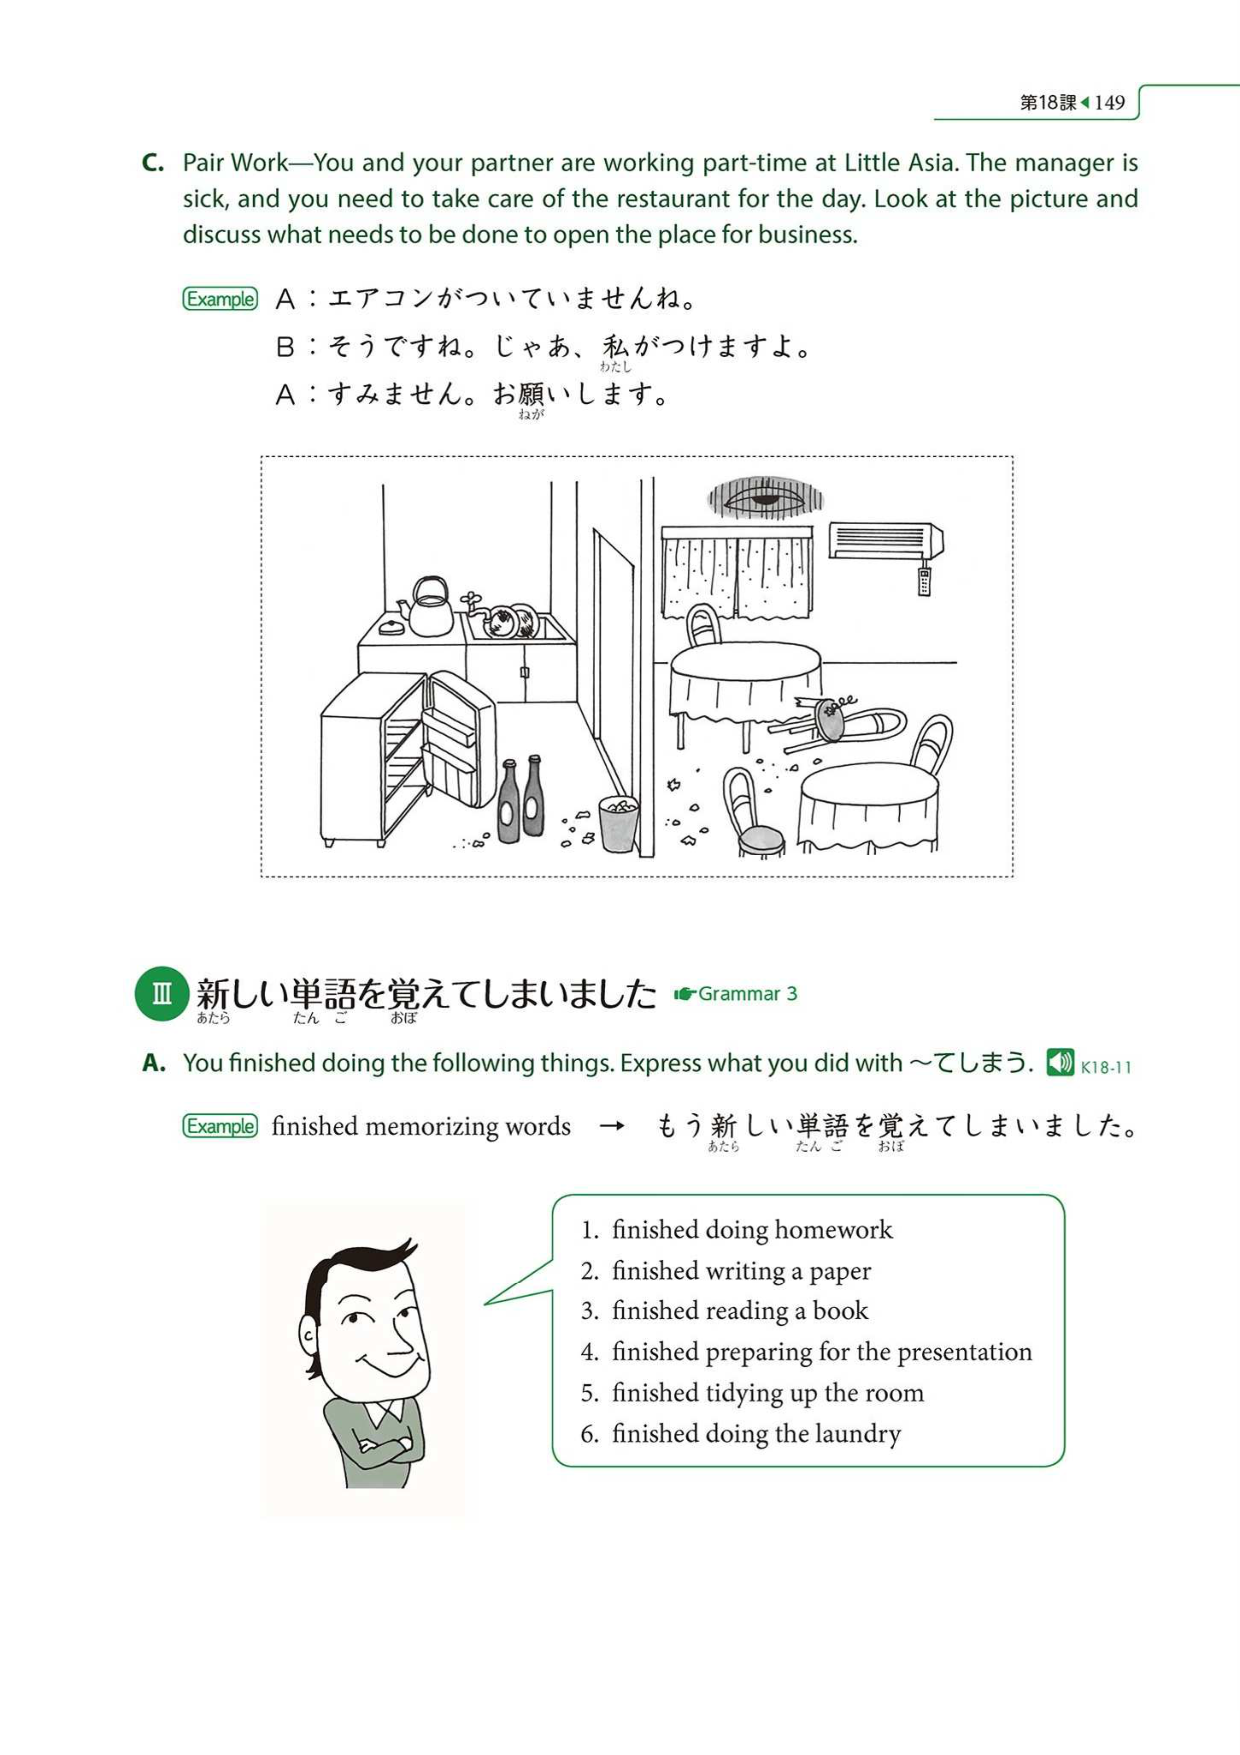 第18課◀149
C. Pair Work—You and your partner are working part-time at Little Asia. The manager is
sick, and you need to take care of the restaurant for the day. Look at the picture and
discuss what needs to be done to open the place for business.
Example A：エアコンがついていませんね。
B：そうですね。じゃあ、私がつけますよ。
わたし
A：すみません。お願いします。
ねが
Ⅲ 新しい単語を覚えてしまいました ☛Grammar 3
あたら たんご おぼ
A. You finished doing the following things. Express what you did with 〜てしまう. K18-11
Example finished memorizing words → もう新しい単語を覚えてしまいました。
あたら たんご おぼ
1. finished doing homework
2. finished writing a paper
3. finished reading a book
4. finished preparing for the presentation
5. finished tidying up the room
6. finished doing the laundry